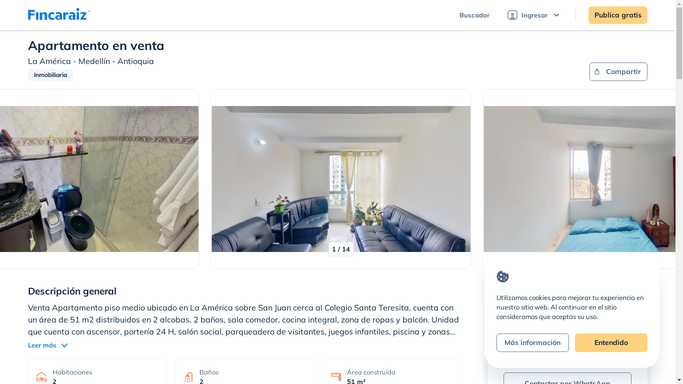 Fincaraiz
Buscador
Ingresar
Publica gratis
Apartamento en venta
La América - Medellín - Antioquia
Inmobiliaria
Compartir
1 / 14
Descripción general
Venta Apartamento piso medio ubicado en La América sobre San Juan cerca al Colegio Santa Teresita, cuenta con
un área de 51 m2 distribuidos en 2 alcobas, 2 baños, sala comedor, cocina integral, zona de ropas y balcón. Unidad
que cuenta con ascensor, portería 24 H, salón social, parqueadero de visitantes, juegos infantiles, piscina y zonas...
Leer más
Habitaciones
2
Baños
2
Área construida
51 m²
Utilizamos cookies para mejorar tu experiencia en
nuestro sitio web. Al continuar en el sitio
consideramos que aceptas su uso.
Más información
Entendido
Contactar por WhatsApp